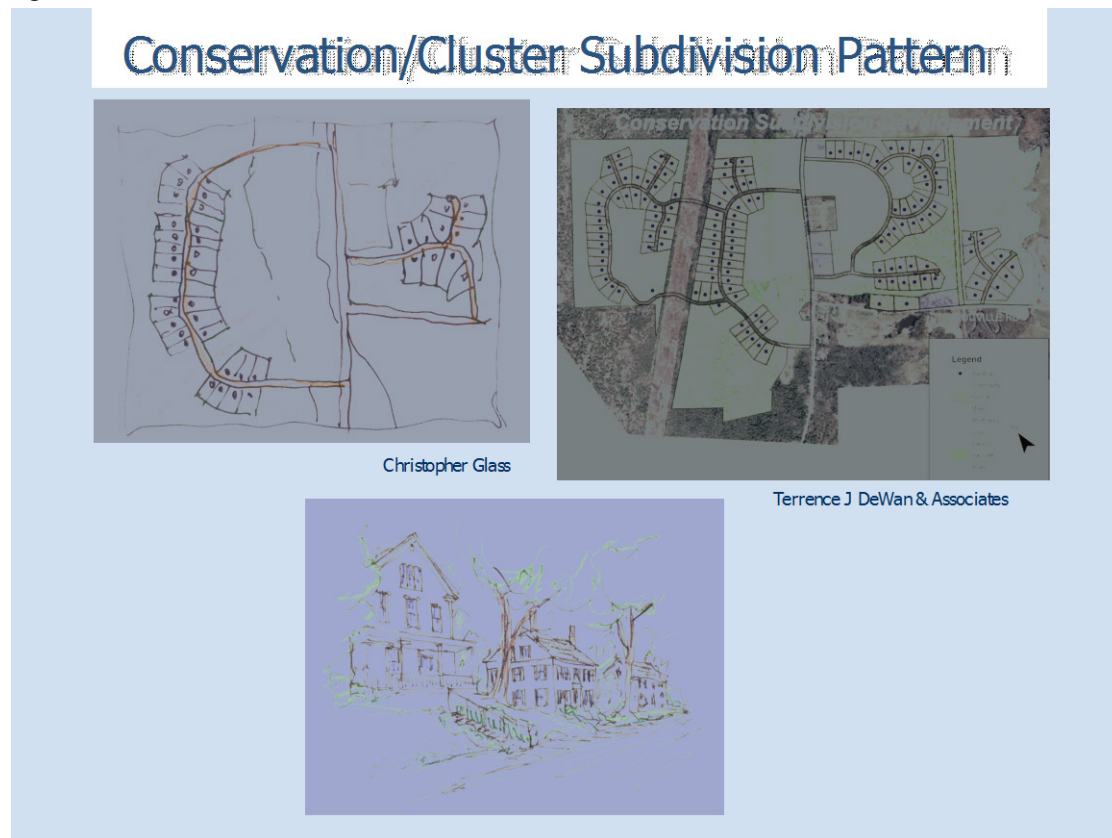 Conservation/Cluster Subdivision Pattern
Conservation Subdivision Development
Legend
Christopher Glass
Terrence J DeWan & Associates